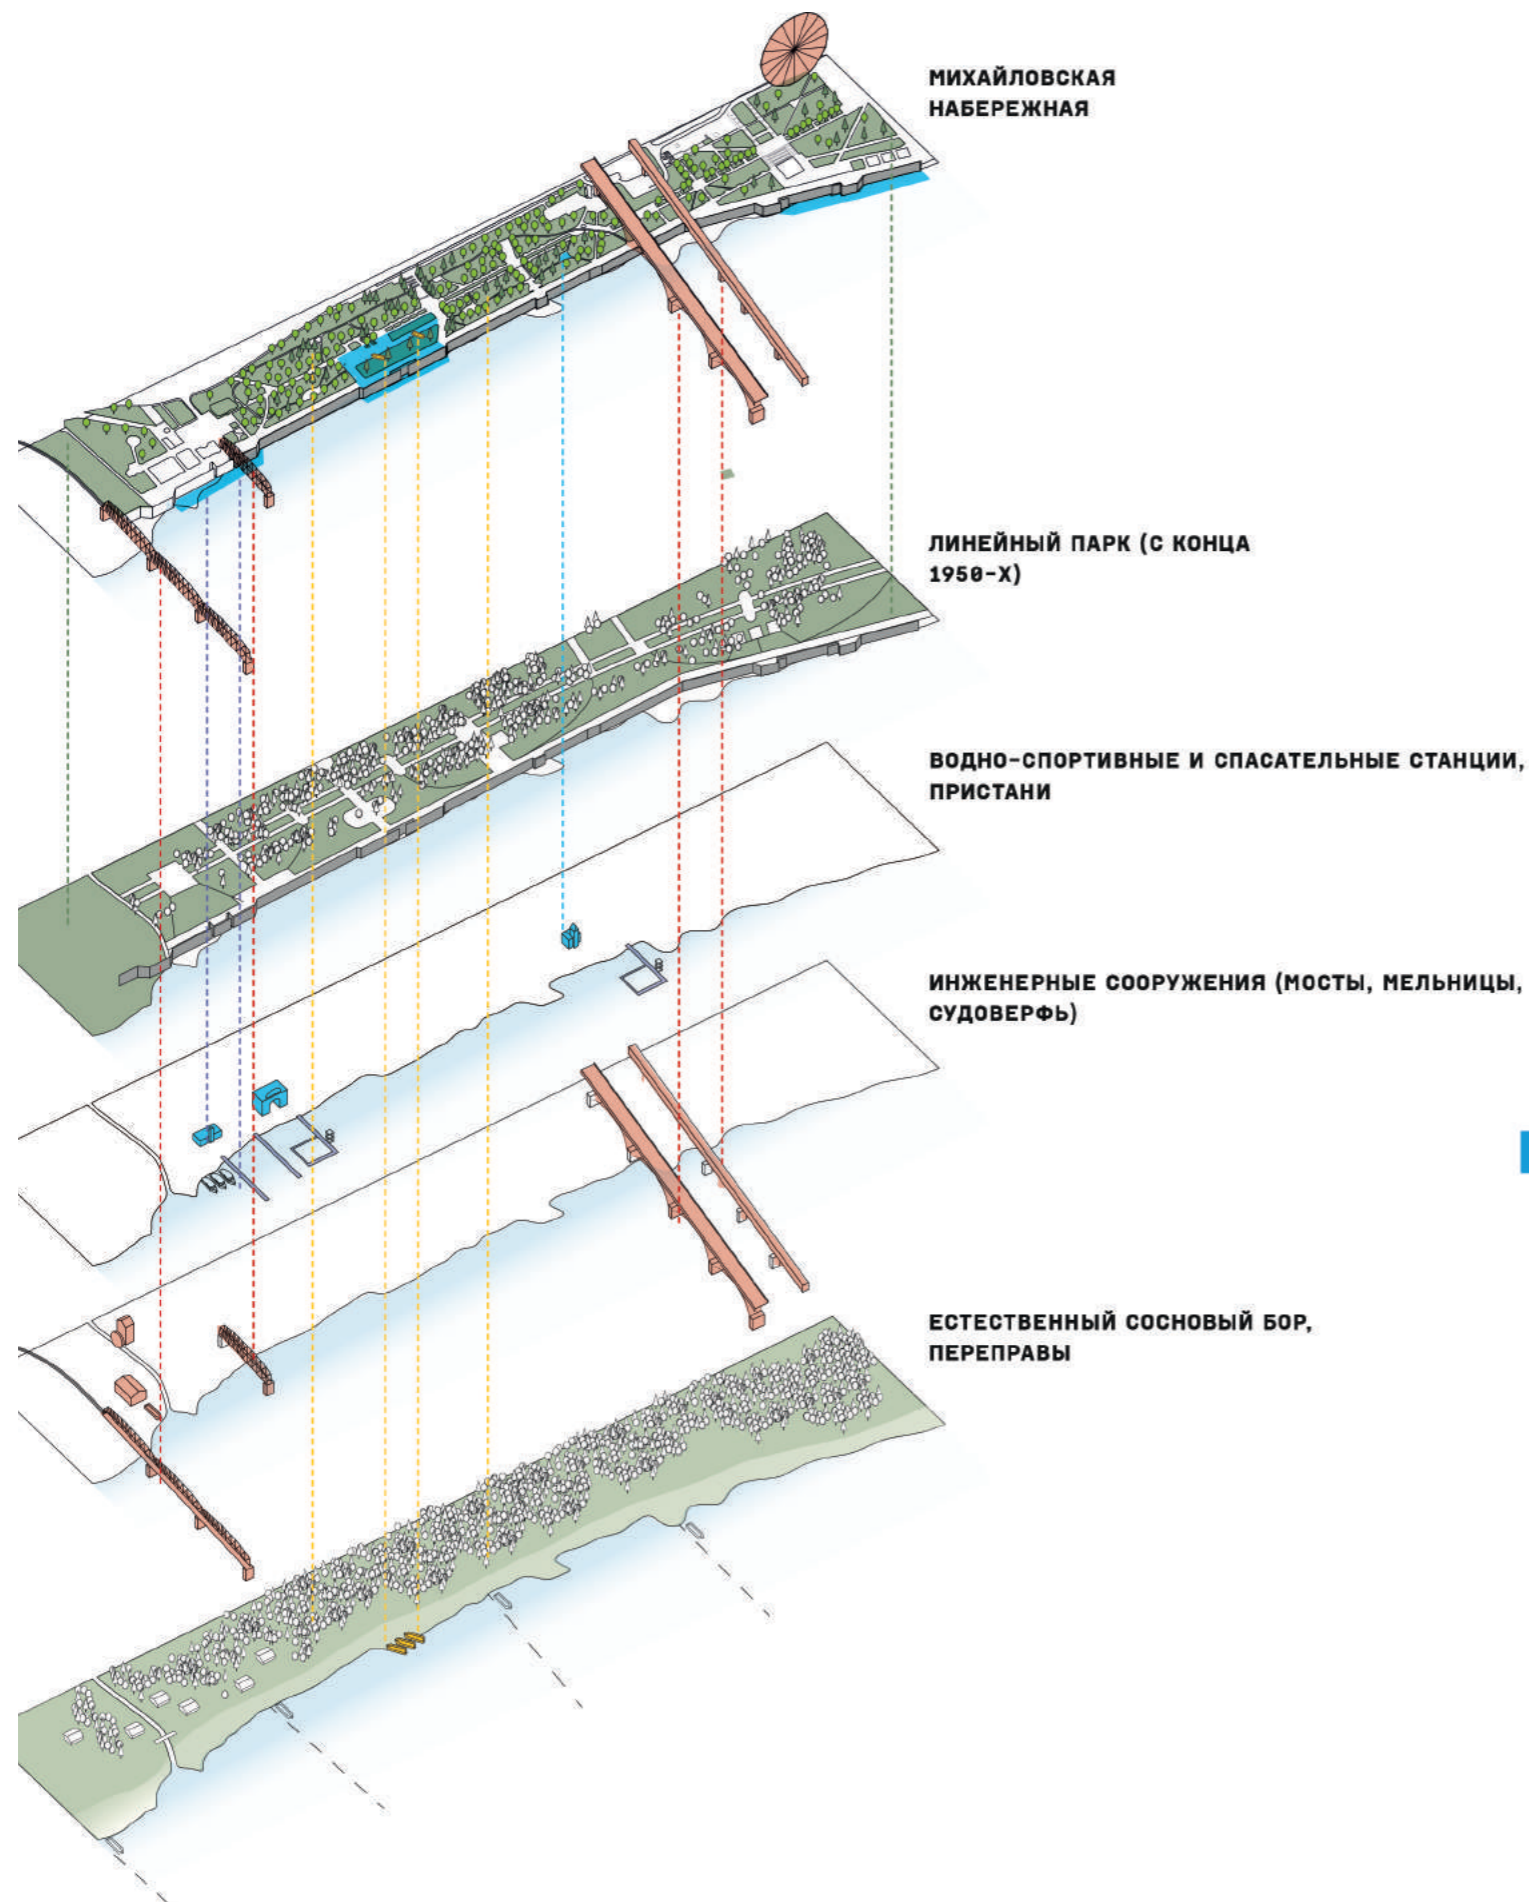 МИХАЙЛОВСКАЯ
НАБЕРЕЖНАЯ
ЛИНЕЙНЫЙ ПАРК (С КОНЦА
1950-Х)
ВОДНО-СПОРТИВНЫЕ И СПАСАТЕЛЬНЫЕ СТАНЦИИ,
ПРИСТАНИ
ИНЖЕНЕРНЫЕ СООРУЖЕНИЯ (МОСТЫ, МЕЛЬНИЦЫ,
СУДОВЕРФЬ)
ЕСТЕСТВЕННЫЙ СОСНОВЫЙ БОР,
ПЕРЕПРАВЫ